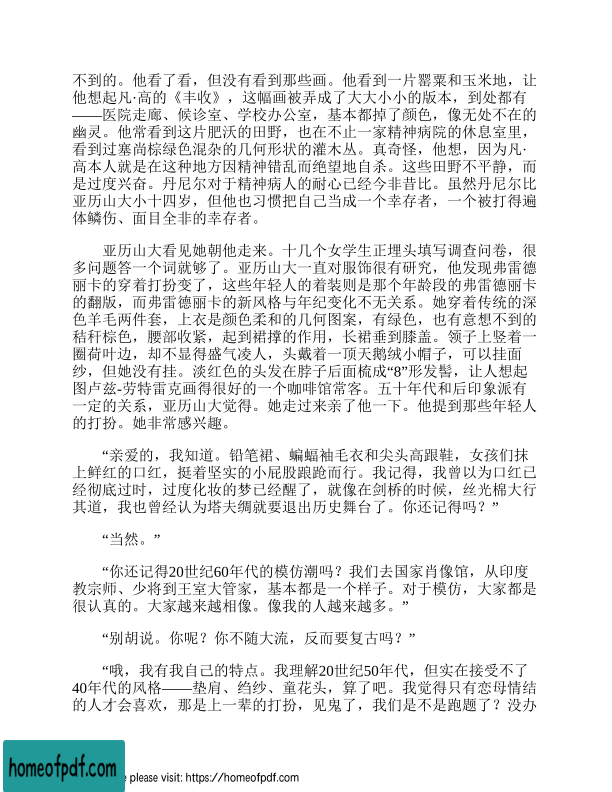 不到的。他看了看，但没有看到那些画。他看到一片罂粟和玉米地，让
他想起凡·高的《丰收》，这幅画被弄成了大大小小的版本，到处都有
——医院走廊、候诊室、学校办公室，基本都掉了颜色，像无处不在的
幽灵。他常看到这片肥沃的田野，也在不止一家精神病院的休息室里，
看到过塞尚棕绿色混杂的几何形状的灌木丛。真奇怪，他想，因为凡·
高本人就是在这种地方因精神错乱而绝望地自杀。这些田野不平静，而
是过度兴奋。丹尼尔对于精神病人的耐心已经今非昔比。虽然丹尼尔比
亚历山大小十四岁，但他也习惯把自己当成一个幸存者，一个被打得遍
体鳞伤、面目全非的幸存者。
亚历山大看见她朝他走来。十几个女学生正埋头填写调查问卷，很
多问题答一个词就够了。亚历山大一直对服饰很有研究，他发现弗雷德
丽卡的穿着打扮变了，这些年轻人的着装则是那个年龄段的弗雷德丽卡
的翻版，而弗雷德丽卡的新风格与年纪变化不无关系。她穿着传统的深
色羊毛两件套，上衣是颜色柔和的几何图案，有绿色，也有意想不到的
秸秆棕色，腰部收紧，起到裙撑的作用，长裙垂到膝盖。领子上竖着一
圈荷叶边，却不显得盛气凌人，头戴着一顶天鹅绒小帽子，可以挂面
纱，但她没有挂。淡红色的头发在脖子后面梳成“8”形发髻，让人想起
图卢兹-劳特雷克画得很好的一个咖啡馆常客。五十年代和后印象派有
一定的关系，亚历山大觉得。她走过来亲了他一下。他提到那些年轻人
的打扮。她非常感兴趣。
“亲爱的，我知道。铅笔裙、蝙蝠袖毛衣和尖头高跟鞋，女孩们抹
上鲜红的口红，挺着坚实的小屁股踉跄而行。我记得，我曾以为口红已
经彻底过时，过度化妆的梦已经醒了，就像在剑桥的时候，丝光棉大行
其道，我也曾经认为塔夫绸就要退出历史舞台了。你还记得吗？”
“当然。”
“你还记得20世纪60年代的模仿潮吗？我们去国家肖像馆，从印度
教宗师、少将到王室大管家，基本都是一个样子。对于模仿，大家都是
很认真的。大家越来越相像。像我的人越来越多。”
“别胡说。你呢？你不随大流，反而要复古吗？”
“哦，我有我自己的特点。我理解20世纪50年代，但实在接受不了
40年代的风格——垫肩、绉纱、童花头，算了吧。我觉得只有恋母情结
的人才会喜欢，那是上一辈的打扮，见鬼了，我们是不是跑题了？没办
homeofpdf.com
e please visit: https://homeofpdf.com